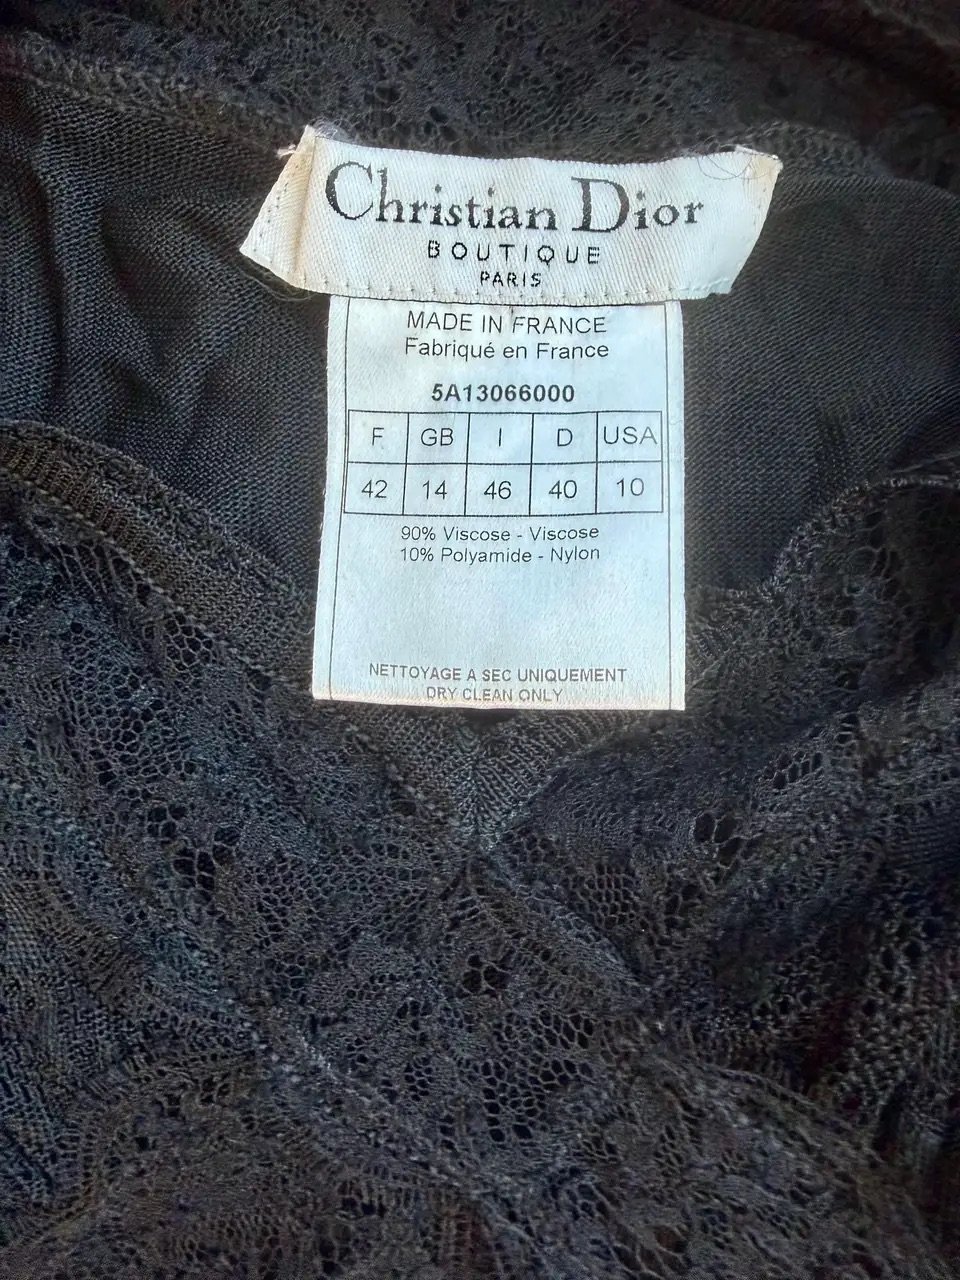 Christian Dior
BOUTIQUE
PARIS
MADE IN FRANCE
Fabriqué en France
5A13066000
F GB I D USA
42 14 46 40 10
90% Viscose - Viscose
10% Polyamide - Nylon
NETTOYAGE A SEC UNIQUEMENT
DRY CLEAN ONLY